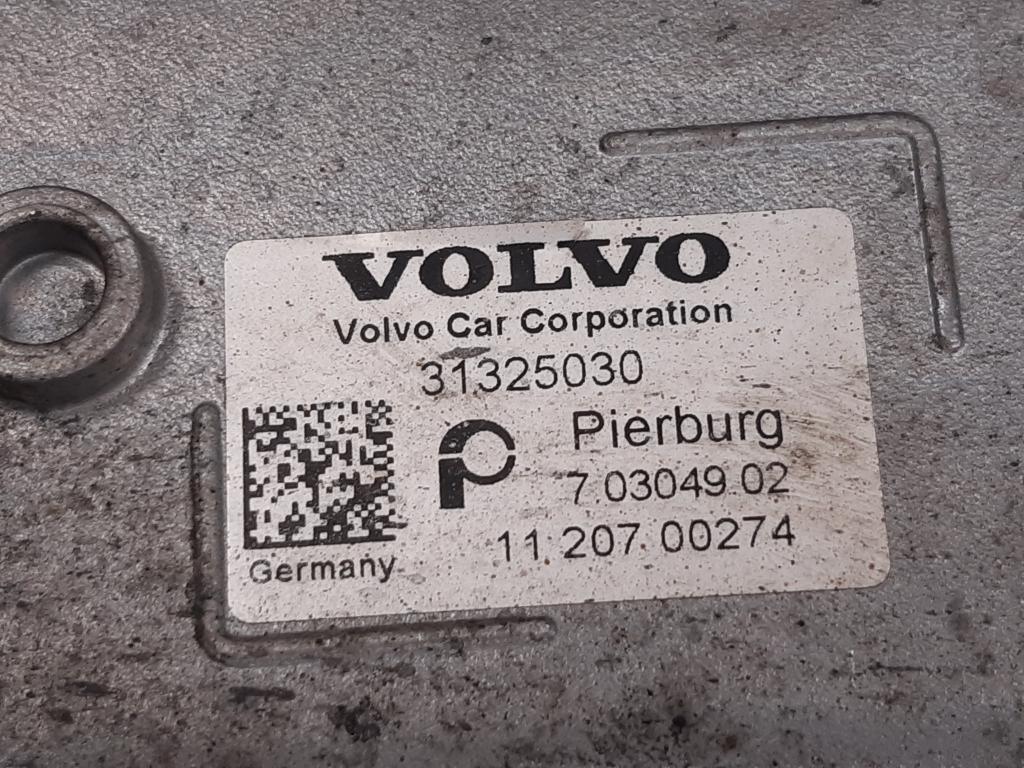 VOLVO
Volvo Car Corporation
31325030
Pierburg
7.03049.02
11.207.00274
Germany